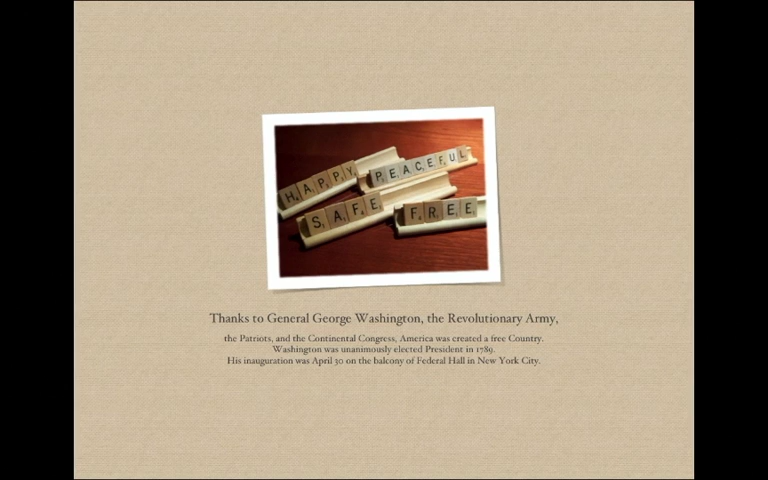 HAPPY PEACEFUL
SAFE FREE
Thanks to General George Washington, the Revolutionary Army,
the Patriots, and the Continental Congress, America was created a free Country.
Washington was unanimously elected President in 1789.
His inauguration was April 30 on the balcony of Federal Hall in New York City.